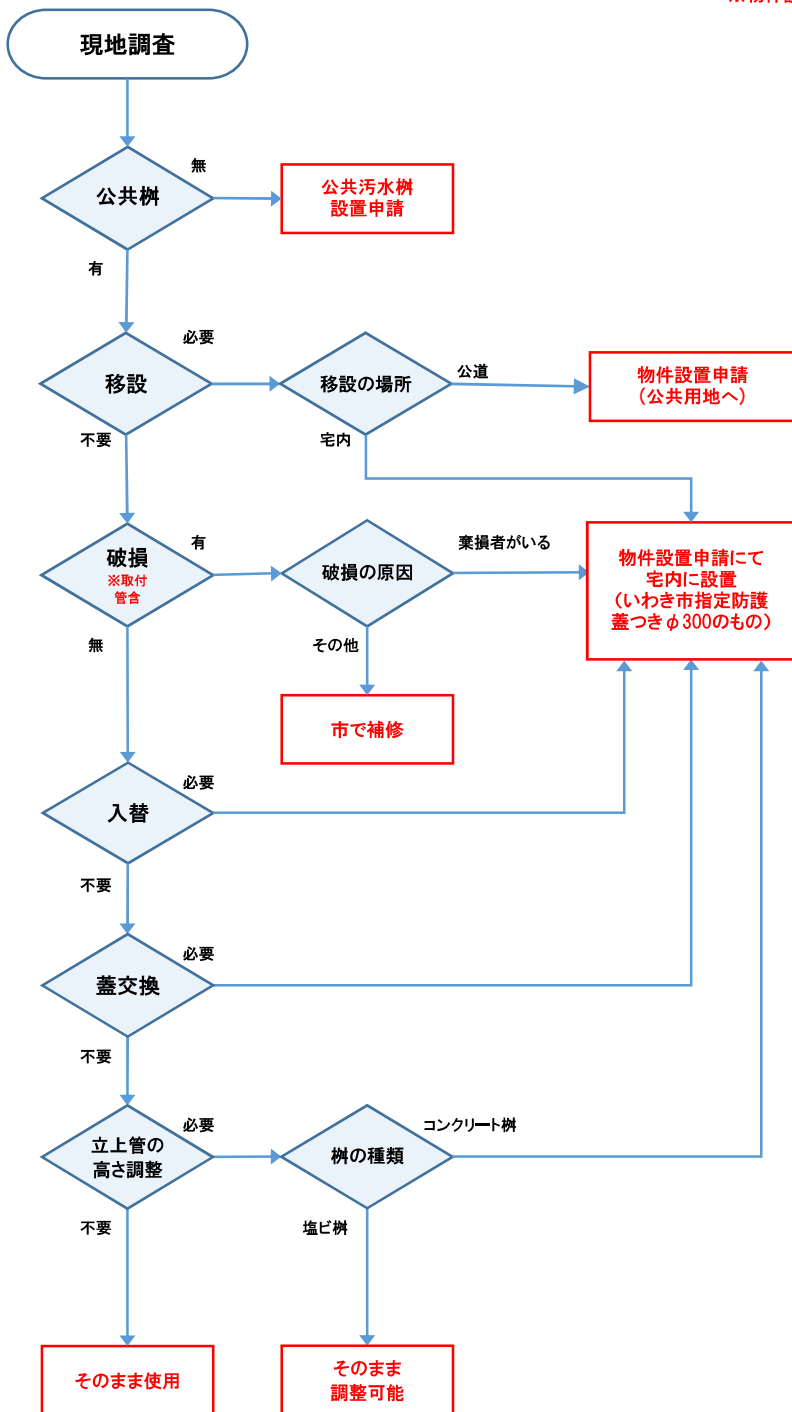 現地調査
公共桝
無
公共汚水桝
設置申請
有
移設
必要
移設の場所
公道
物件設置申請
（公共用地へ）
不要
宅内
破損
※取付
管含
有
破損の原因
棄損者がいる
物件設置申請にて
宅内に設置
（いわき市指定防護
蓋つきφ300のもの）
無
その他
市で補修
入替
必要
不要
蓋交換
必要
不要
立上管の
高さ調整
必要
桝の種類
コンクリート桝
不要
塩ビ桝
そのまま使用
そのまま
調整可能